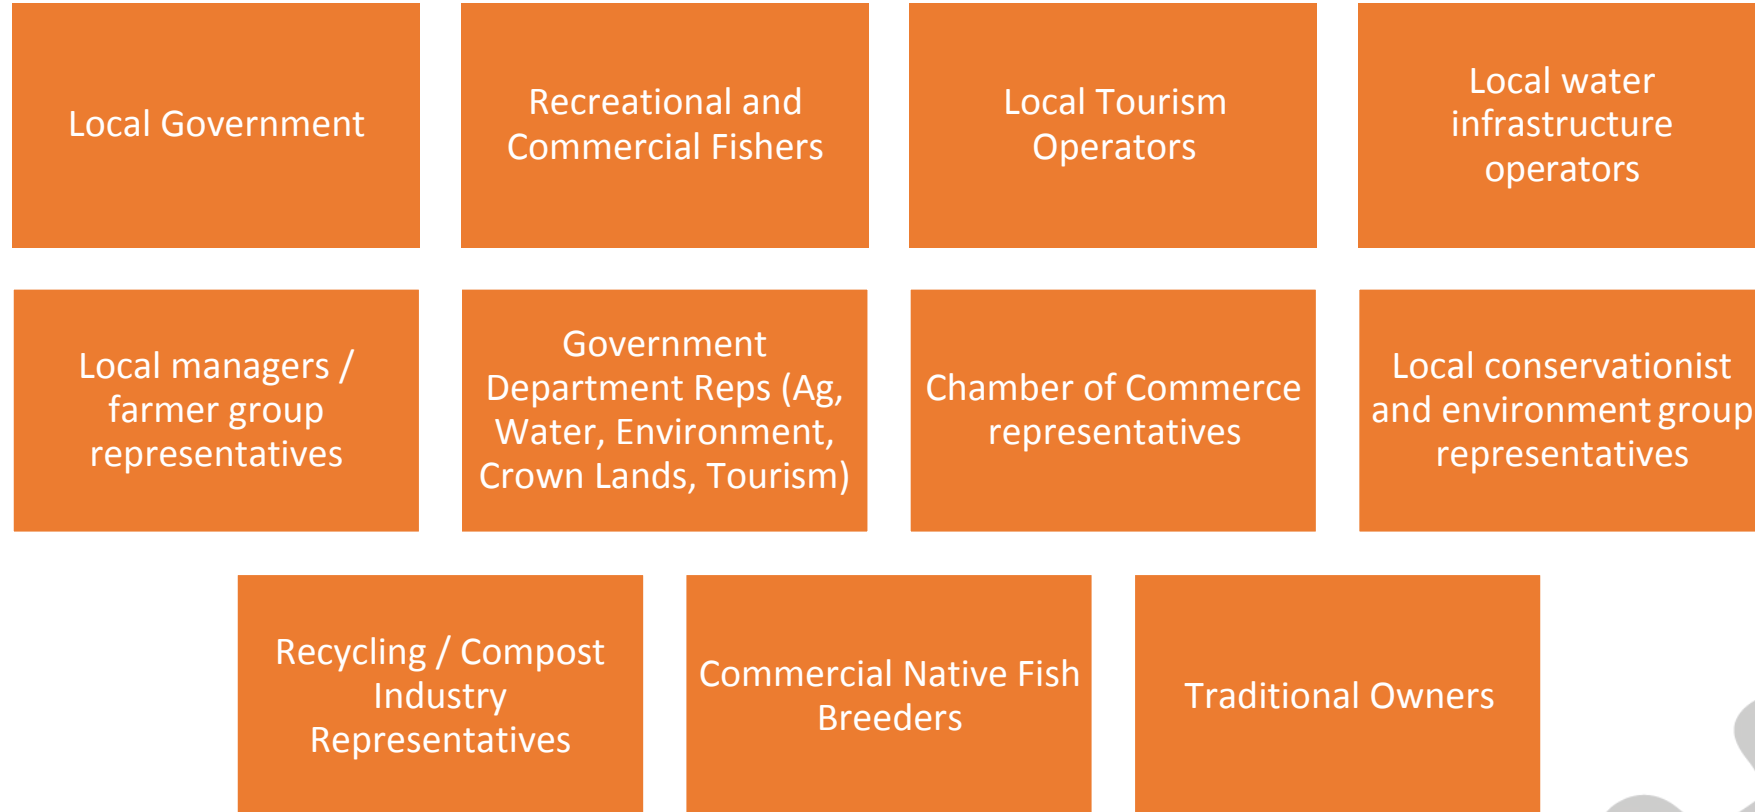 Local Government
Recreational and
Commercial Fishers
Local Tourism
Operators
Local water
infrastructure
operators
Local managers /
farmer group
representatives
Government
Department Reps (Ag,
Water, Environment,
Crown Lands, Tourism)
Chamber of Commerce
representatives
Local conservationist
and environment group
representatives
Recycling / Compost
Industry
Representatives
Commercial Native Fish
Breeders
Traditional Owners